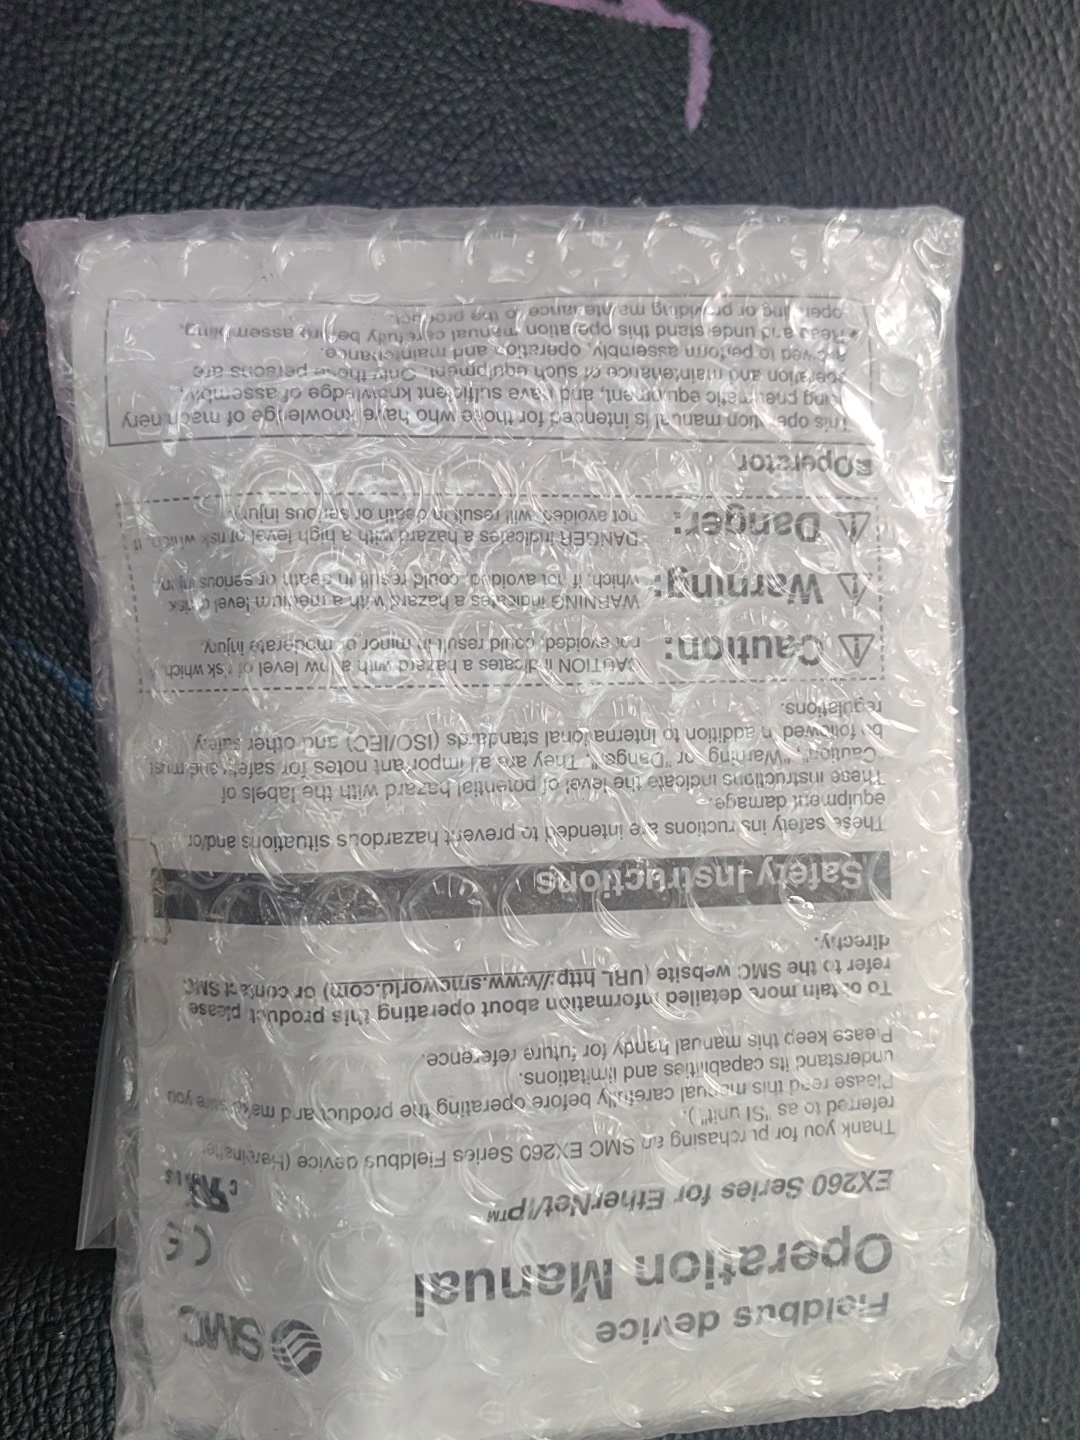 SMC
Fieldbus device
Operation Manual
CE
EX260 Series for EtherNet/IP™
c US
Thank you for purchasing an SMC EX260 Series Fieldbus device (Hereinafter
referred to as "SI unit").
Please read this manual carefully before operating the product and make sure you
understand its capabilities and limitations.
Please keep this manual handy for future reference.
To obtain more detailed information about operating this product, please
refer to the SMC website (URL http://www.smcworld.com) or contact SMC
directly.
Safety Instructions
These safety instructions are intended to prevent hazardous situations and/or
equipment damage.
These instructions indicate the level of potential hazard with the labels of
"Caution", "Warning" or "Danger". They are all important notes for safety and must
be followed in addition to International standards (ISO/IEC) and other safety
regulations.
Caution: CAUTION indicates a hazard with a low level of risk which,
not avoided, could result in minor or moderate injury.
Warning: WARNING indicates a hazard with a medium level of risk
which, if not avoided, could result in death or serious injury.
Danger: DANGER indicates a hazard with a high level of risk which, if
not avoided, will result in death or serious injury.
Operator
This operation manual is intended for those who have knowledge of machinery
using pneumatic equipment, and have sufficient knowledge of assembly,
operation and maintenance of such equipment. Only those persons are
allowed to perform assembly, operation and maintenance.
• Read and understand this operation manual carefully before assembling,
operating or providing maintenance to the product.